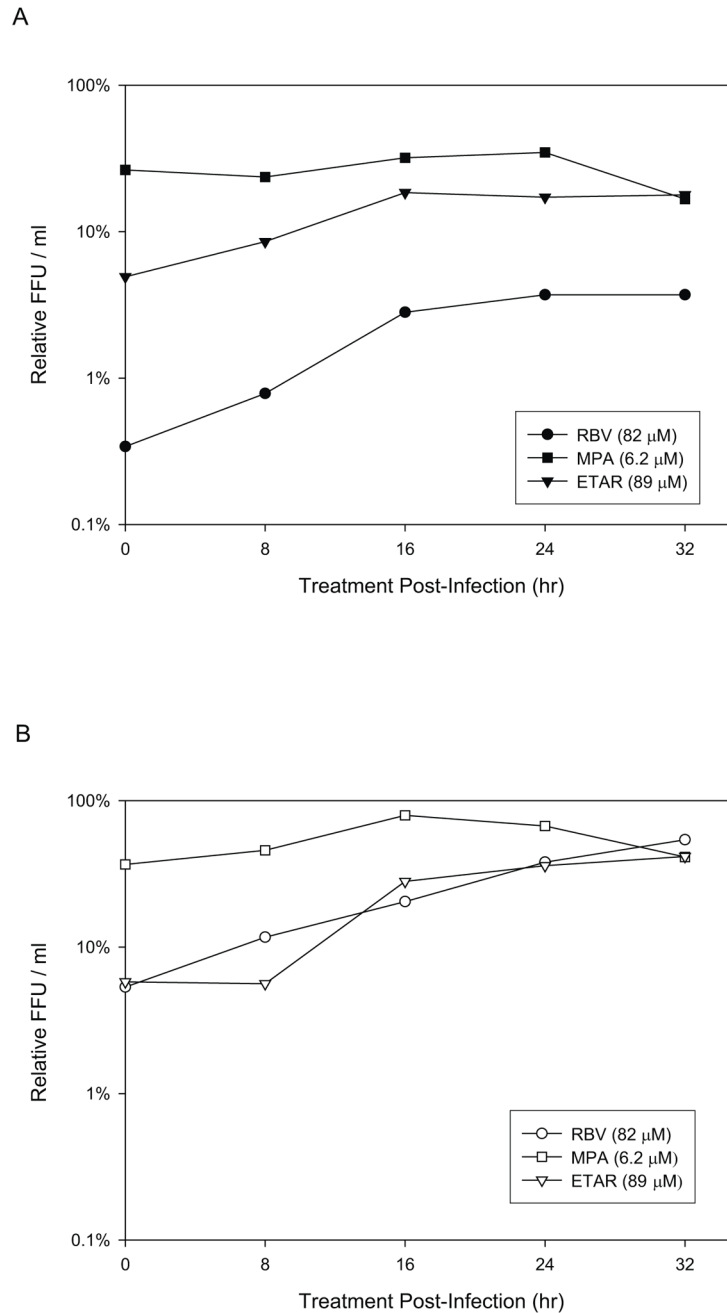 A
100%
10%
1%
0.1%
Relative FFU / ml
0
8
16
24
32
Treatment Post-Infection (hr)
RBV (82 μM)
MPA (6.2 μM)
ETAR (89 μM)
B
100%
10%
1%
0.1%
Relative FFU / ml
0
8
16
24
32
Treatment Post-Infection (hr)
RBV (82 μM)
MPA (6.2 μM)
ETAR (89 μM)